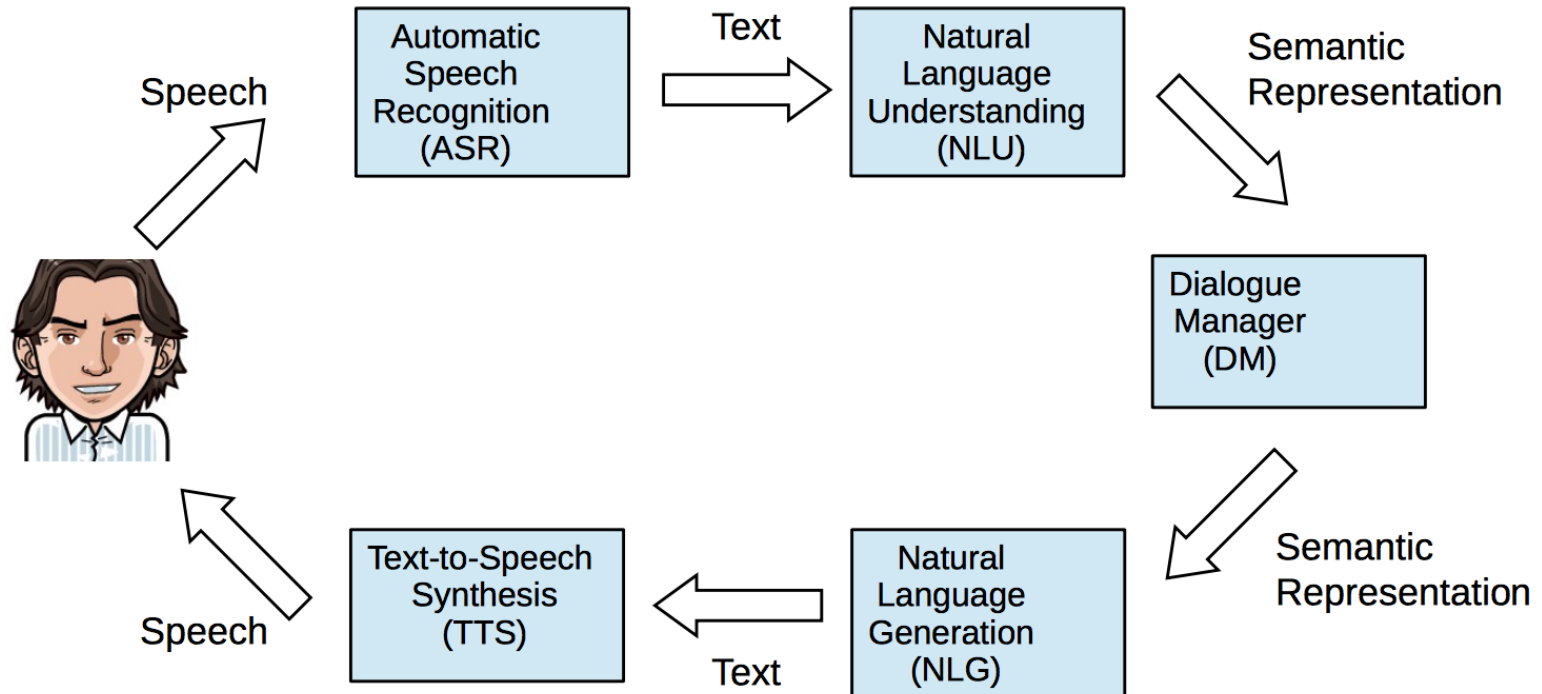 Speech
Automatic
Speech
Recognition
(ASR)
Text
Natural
Language
Understanding
(NLU)
Semantic
Representation
Dialogue
Manager
(DM)
Semantic
Representation
Natural
Language
Generation
(NLG)
Text
Text-to-Speech
Synthesis
(TTS)
Speech